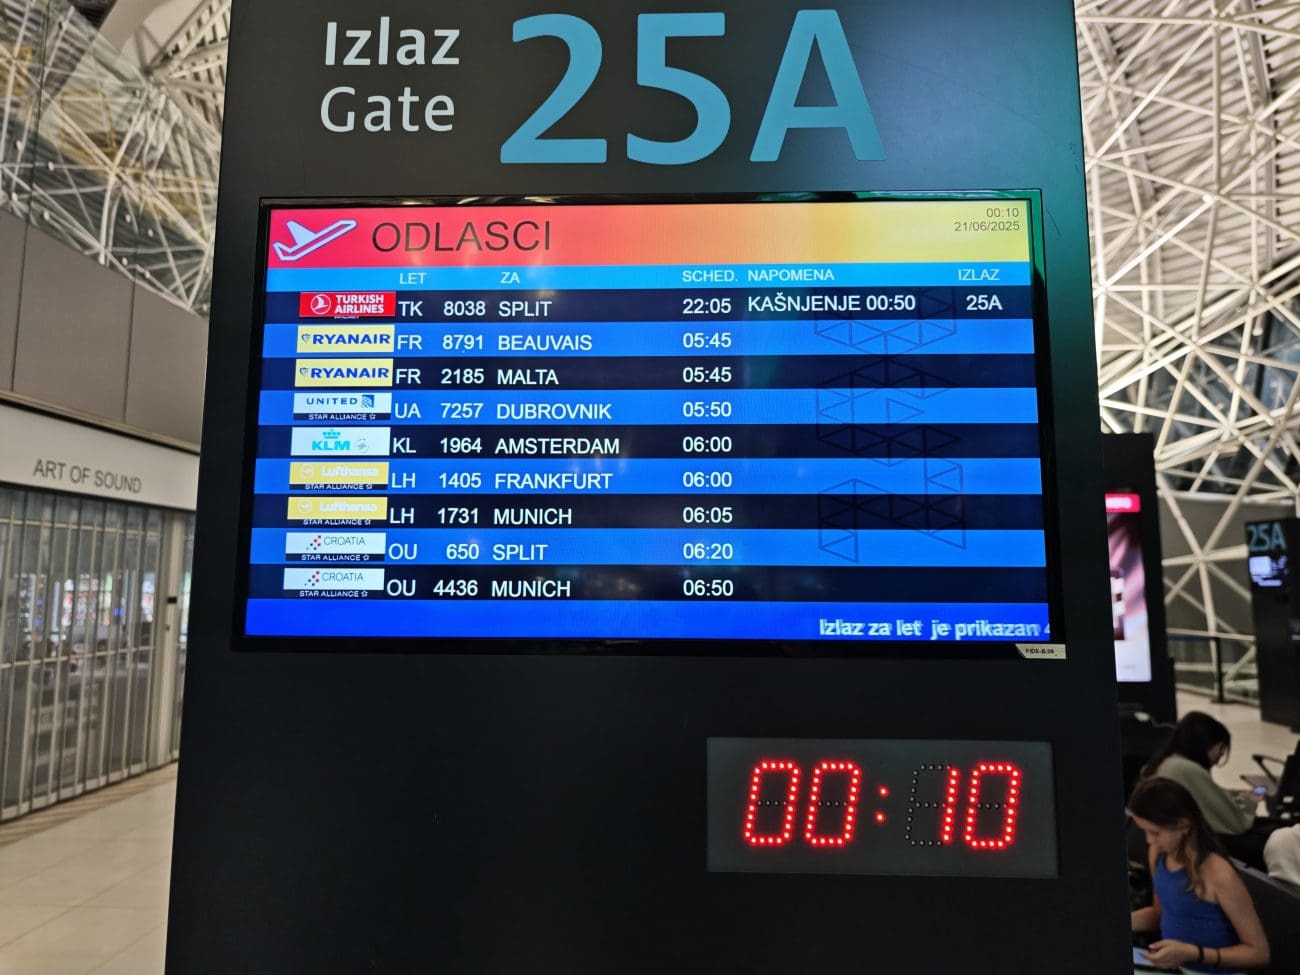 Izlaz
Gate
25A
ODLASCI
00:10
21/06/2025
LET ZA SCHED. NAPOMENA IZLAZ
TURKISH AIRLINES TK 8038 SPLIT 22:05 KAŠNJENJE 00:50 25A
RYANAIR FR 8791 BEAUVAIS 05:45
RYANAIR FR 2185 MALTA 05:45
UNITED STAR ALLIANCE UA 7257 DUBROVNIK 05:50
KLM KL 1964 AMSTERDAM 06:00
Lufthansa STAR ALLIANCE LH 1405 FRANKFURT 06:00
Lufthansa STAR ALLIANCE LH 1731 MUNICH 06:05
CROATIA STAR ALLIANCE OU 650 SPLIT 06:20
CROATIA STAR ALLIANCE OU 4436 MUNICH 06:50
Izlaz za let je prikazan
FIDS-B.06
00:10
ART OF SOUND
25A